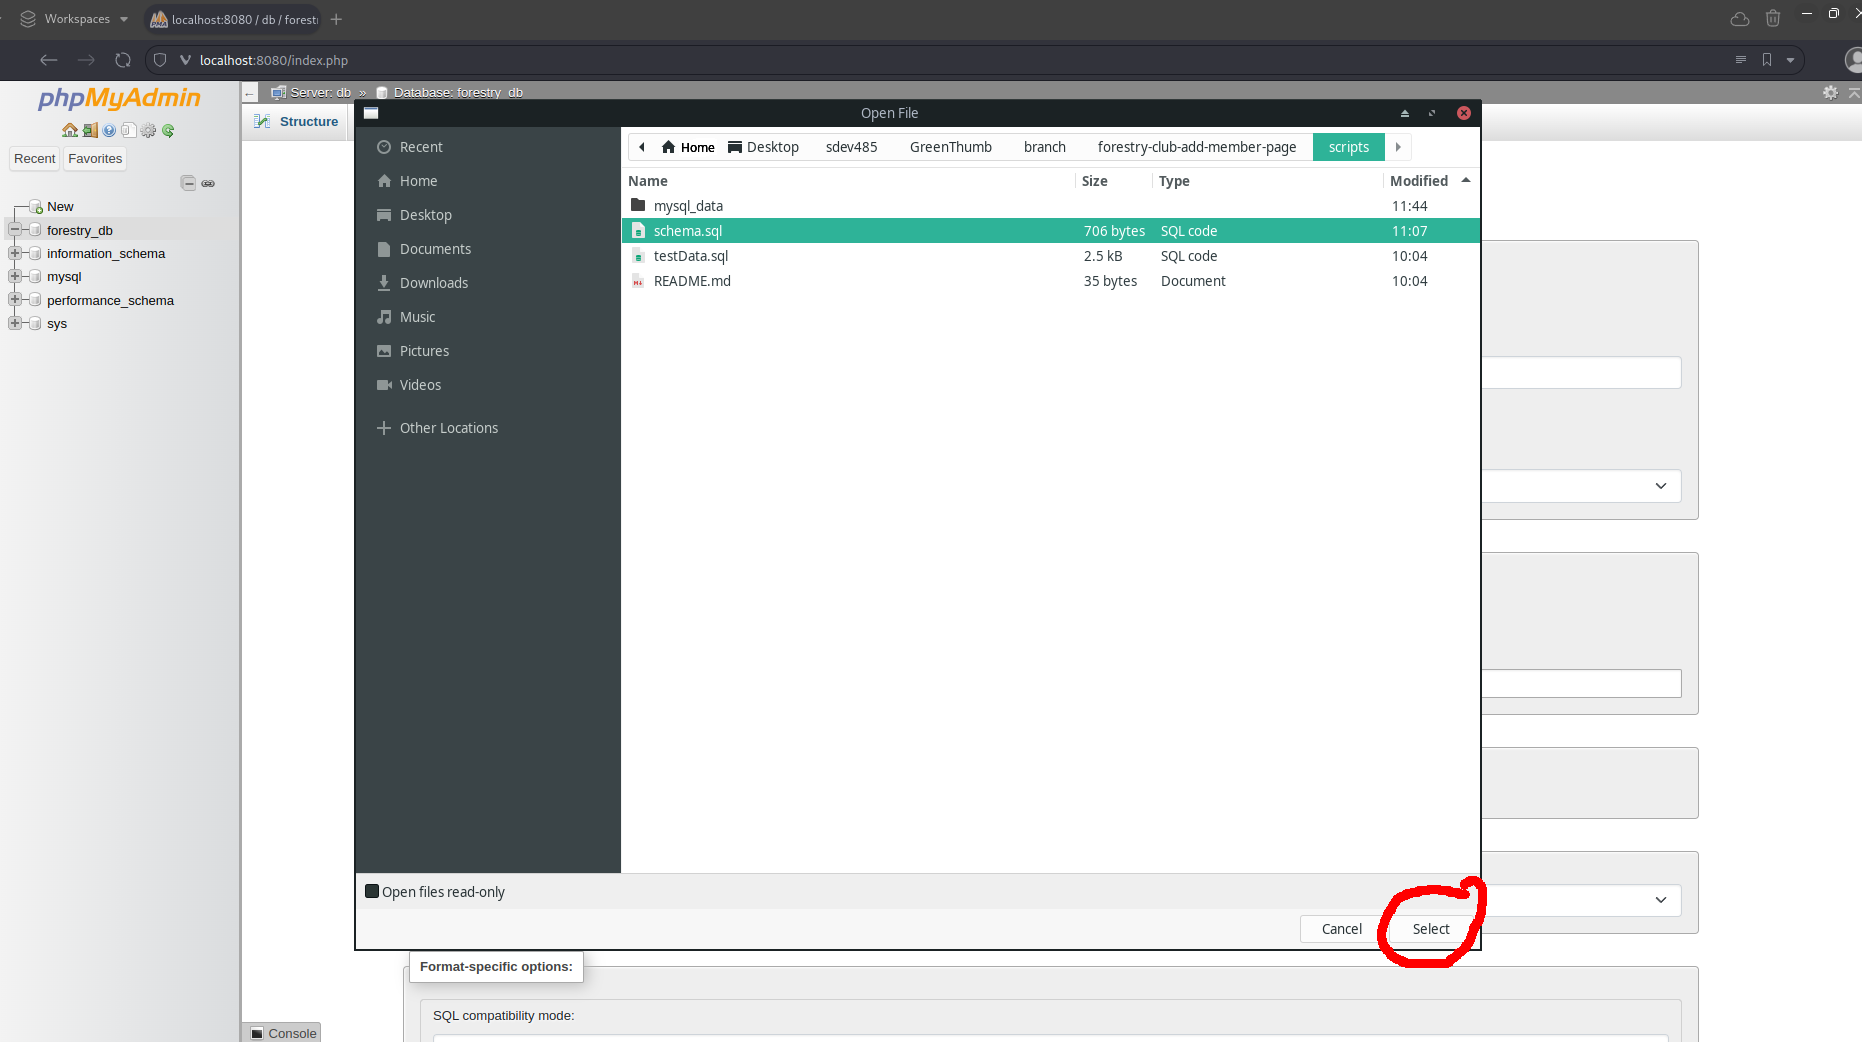 Workspaces
localhost:8080 / db / forest
localhost:8080/index.php
phpMyAdmin
Recent
Favorites
New
forestry_db
information_schema
mysql
performance_schema
sys
Server: db » Database: forestry_db
Structure
Open File
Recent
Home
Desktop
Documents
Downloads
Music
Pictures
Videos
Other Locations
Home Desktop sdev485 GreenThumb branch forestry-club-add-member-page scripts
Name Size Type Modified
mysql_data 11:44
schema.sql 706 bytes SQL code 11:07
testData.sql 2.5 kB SQL code 10:04
README.md 35 bytes Document 10:04
Open files read-only
Cancel Select
Format-specific options:
SQL compatibility mode:
Console